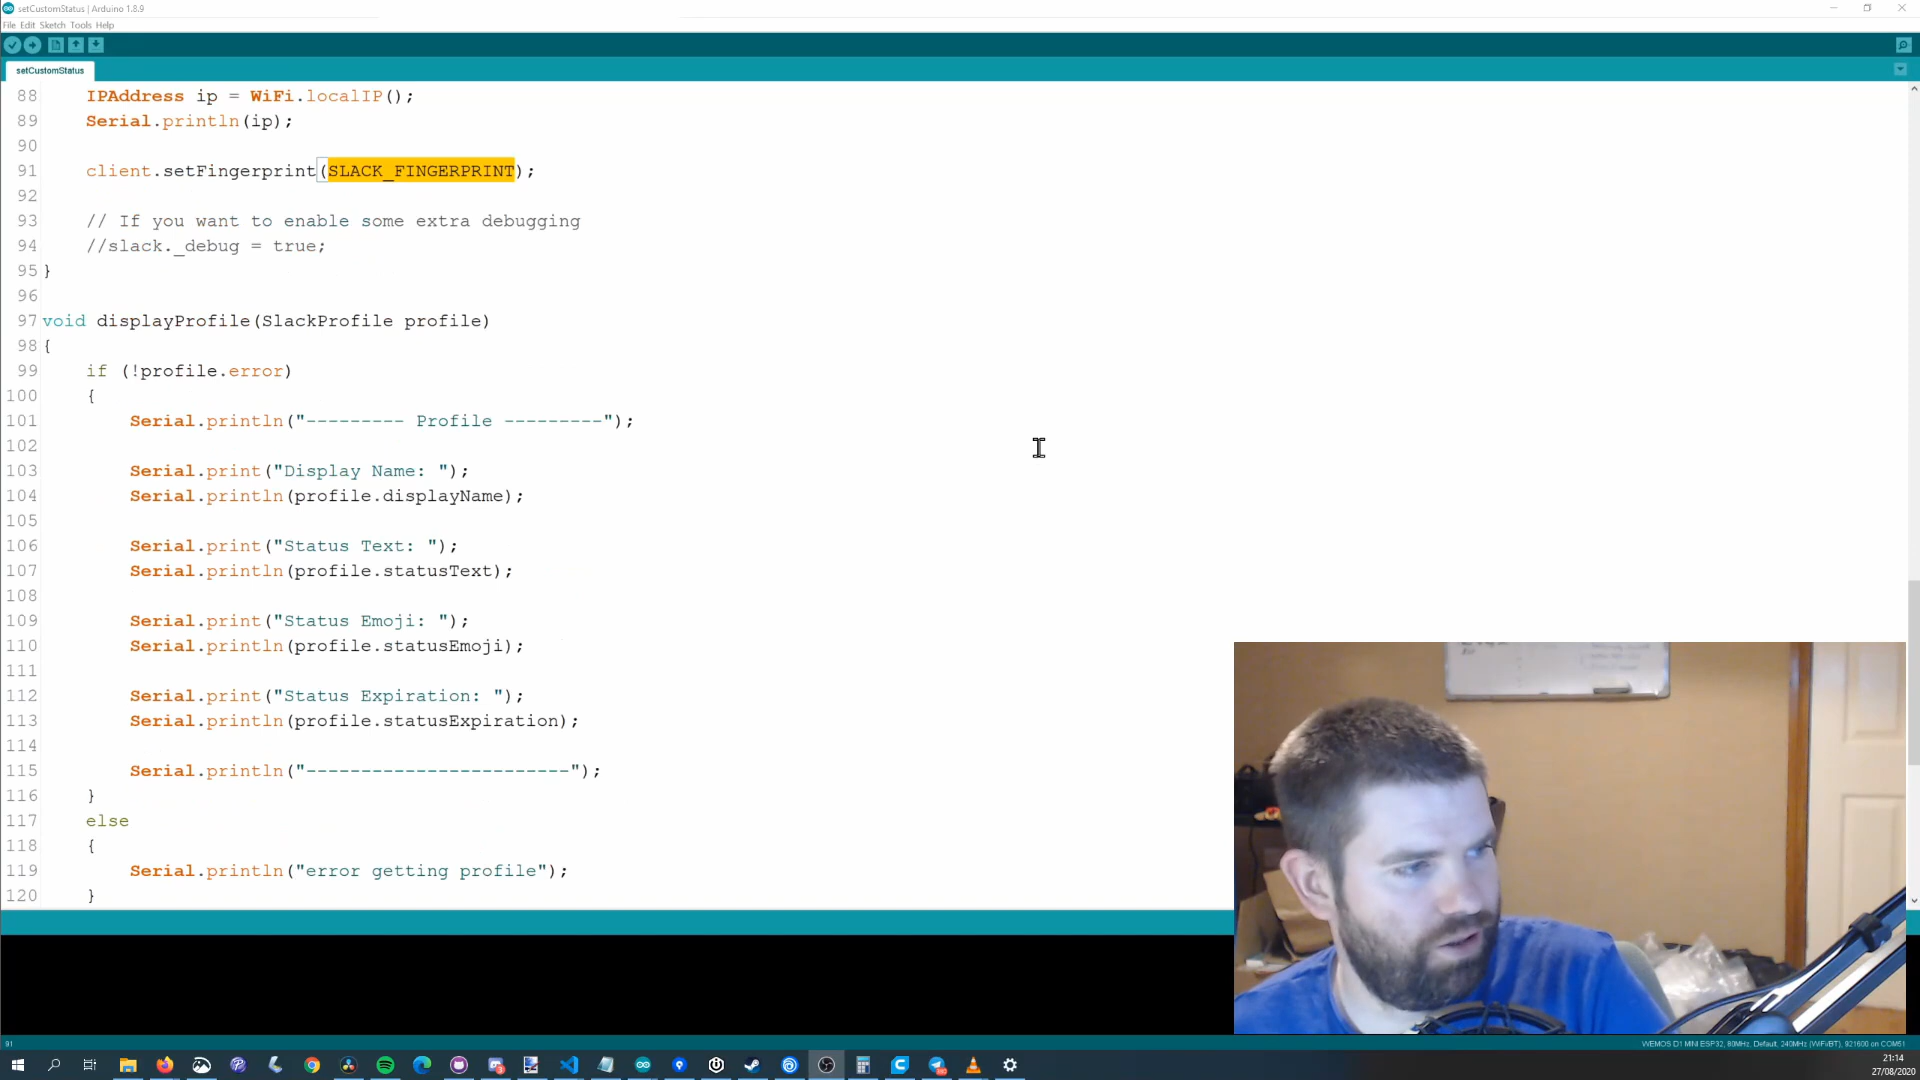 setCustomStatus | Arduino 1.8.9
File Edit Sketch Tools Help
setCustomStatus
88 IPAddress ip = WiFi.localIP();
89 Serial.println(ip);
90
91 client.setFingerprint(SLACK_FINGERPRINT);
92
93 // If you want to enable some extra debugging
94 //slack._debug = true;
95 }
96
97 void displayProfile(SlackProfile profile)
98 {
99 if (!profile.error)
100 {
101 Serial.println("--------- Profile ---------");
102
103 Serial.print("Display Name: ");
104 Serial.println(profile.displayName);
105
106 Serial.print("Status Text: ");
107 Serial.println(profile.statusText);
108
109 Serial.print("Status Emoji: ");
110 Serial.println(profile.statusEmoji);
111
112 Serial.print("Status Expiration: ");
113 Serial.println(profile.statusExpiration);
114
115 Serial.println("------------------------");
116 }
117 else
118 {
119 Serial.println("error getting profile");
120 }
91
WEMOS D1 MINI ESP32, 80MHz, Default, 240MHz (WiFi/BT), 921600 on COM51
21:14
27/08/2020